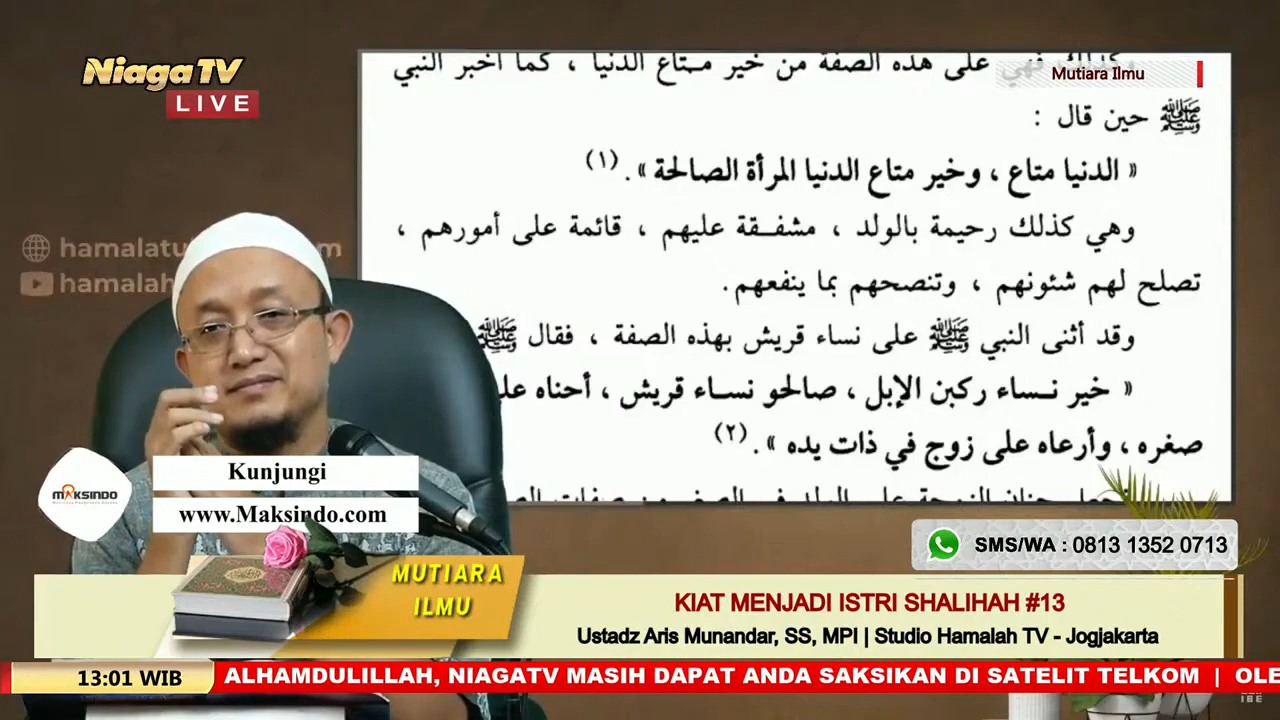 NiagaTV
LIVE
على هذه الصفة من خير متاع الدنيا ، كما أخبر النبي
Mutiara Ilmu
ﷺ حين قال :
« الدنيا متاع ، وخير متاع الدنيا المرأة الصالحة » . (١)
وهي كذلك رحيمة بالولد ، مشفقة عليهم ، قائمة على أمورهم ،
تصلح لهم شئونهم ، وتنصحهم بما ينفعهم .
وقد أثنى النبي ﷺ على نساء قريش بهذه الصفة ، فقال ﷺ
« خير نساء ركبن الإبل ، صالحو نساء قريش ، أحناه
صغره ، وأرعاه على زوج في ذات يده » . (٢)
MAKSINDO
Kunjungi
www.Maksindo.com
SMS/WA : 0813 1352 0713
MUTIARA
ILMU
KIAT MENJADI ISTRI SHALIHAH #13
Ustadz Aris Munandar, SS, MPI | Studio Hamalah TV - Jogjakarta
13:01 WIB
ALHAMDULILLAH, NIAGATV MASIH DAPAT ANDA SAKSIKAN DI SATELIT TELKOM |